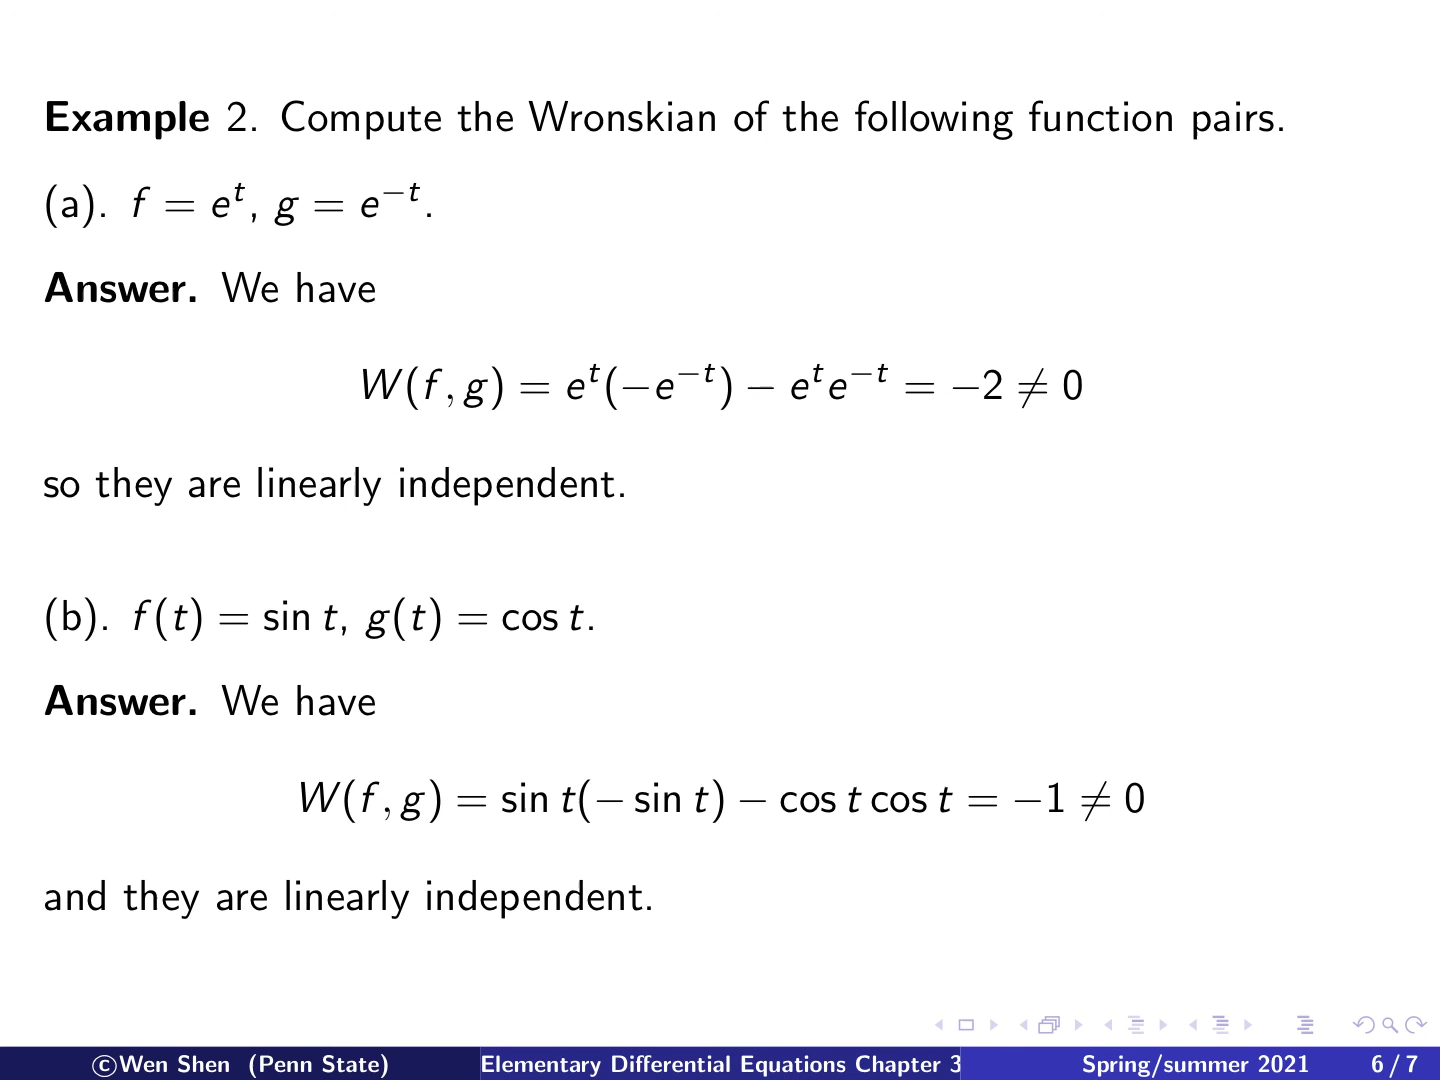 Example 2. Compute the Wronskian of the following function pairs.
(a). f = e^t, g = e^{−t}.
Answer. We have
W(f, g) = e^t(−e^{−t}) − e^t e^{−t} = −2 ≠ 0
so they are linearly independent.
(b). f(t) = sin t, g(t) = cos t.
Answer. We have
W(f, g) = sin t(− sin t) − cos t cos t = −1 ≠ 0
and they are linearly independent.
©Wen Shen (Penn State) Elementary Differential Equations Chapter 3 Spring/summer 2021 6 / 7